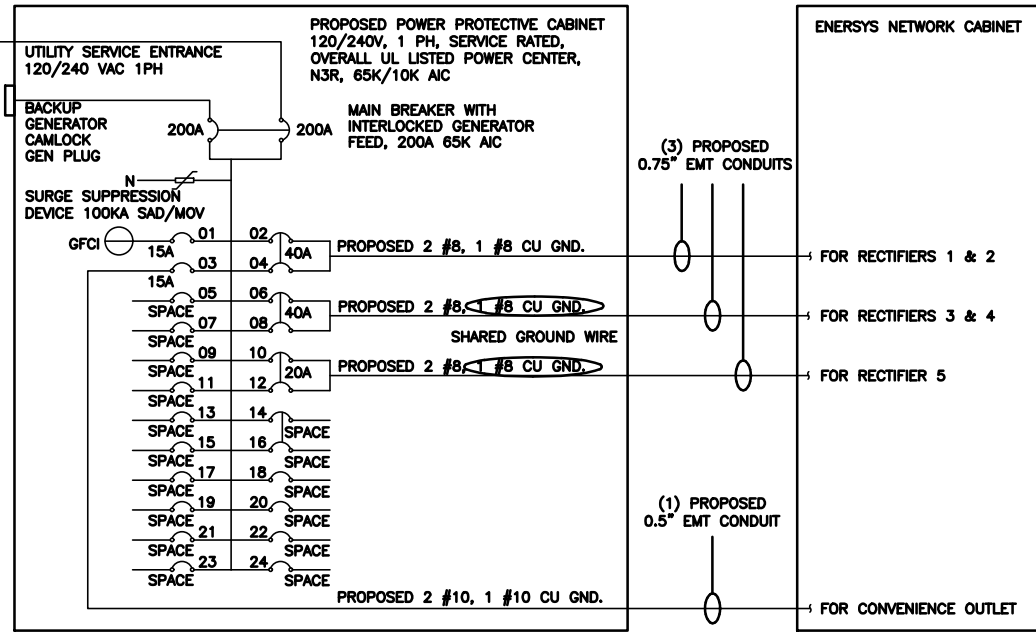 UTILITY SERVICE ENTRANCE
120/240 VAC 1PH
PROPOSED POWER PROTECTIVE CABINET
120/240V, 1 PH, SERVICE RATED,
OVERALL UL LISTED POWER CENTER,
N3R, 65K/10K AIC
BACKUP
GENERATOR
CAMLOCK
GEN PLUG
200A
200A
MAIN BREAKER WITH
INTERLOCKED GENERATOR
FEED, 200A 65K AIC
N
SURGE SUPPRESSION
DEVICE 100KA SAD/MOV
GFCI
15A
01
02
40A
15A
03
04
PROPOSED 2 #8, 1 #8 CU GND.
SPACE
05
06
40A
SPACE
07
08
PROPOSED 2 #8, 1 #8 CU GND.
SHARED GROUND WIRE
SPACE
09
10
20A
SPACE
11
12
PROPOSED 2 #8, 1 #8 CU GND.
SPACE
13
14
SPACE
SPACE
15
16
SPACE
SPACE
17
18
SPACE
SPACE
19
20
SPACE
SPACE
21
22
SPACE
SPACE
23
24
SPACE
PROPOSED 2 #10, 1 #10 CU GND.
(3) PROPOSED
0.75" EMT CONDUITS
(1) PROPOSED
0.5" EMT CONDUIT
ENERSYS NETWORK CABINET
FOR RECTIFIERS 1 & 2
FOR RECTIFIERS 3 & 4
FOR RECTIFIER 5
FOR CONVENIENCE OUTLET